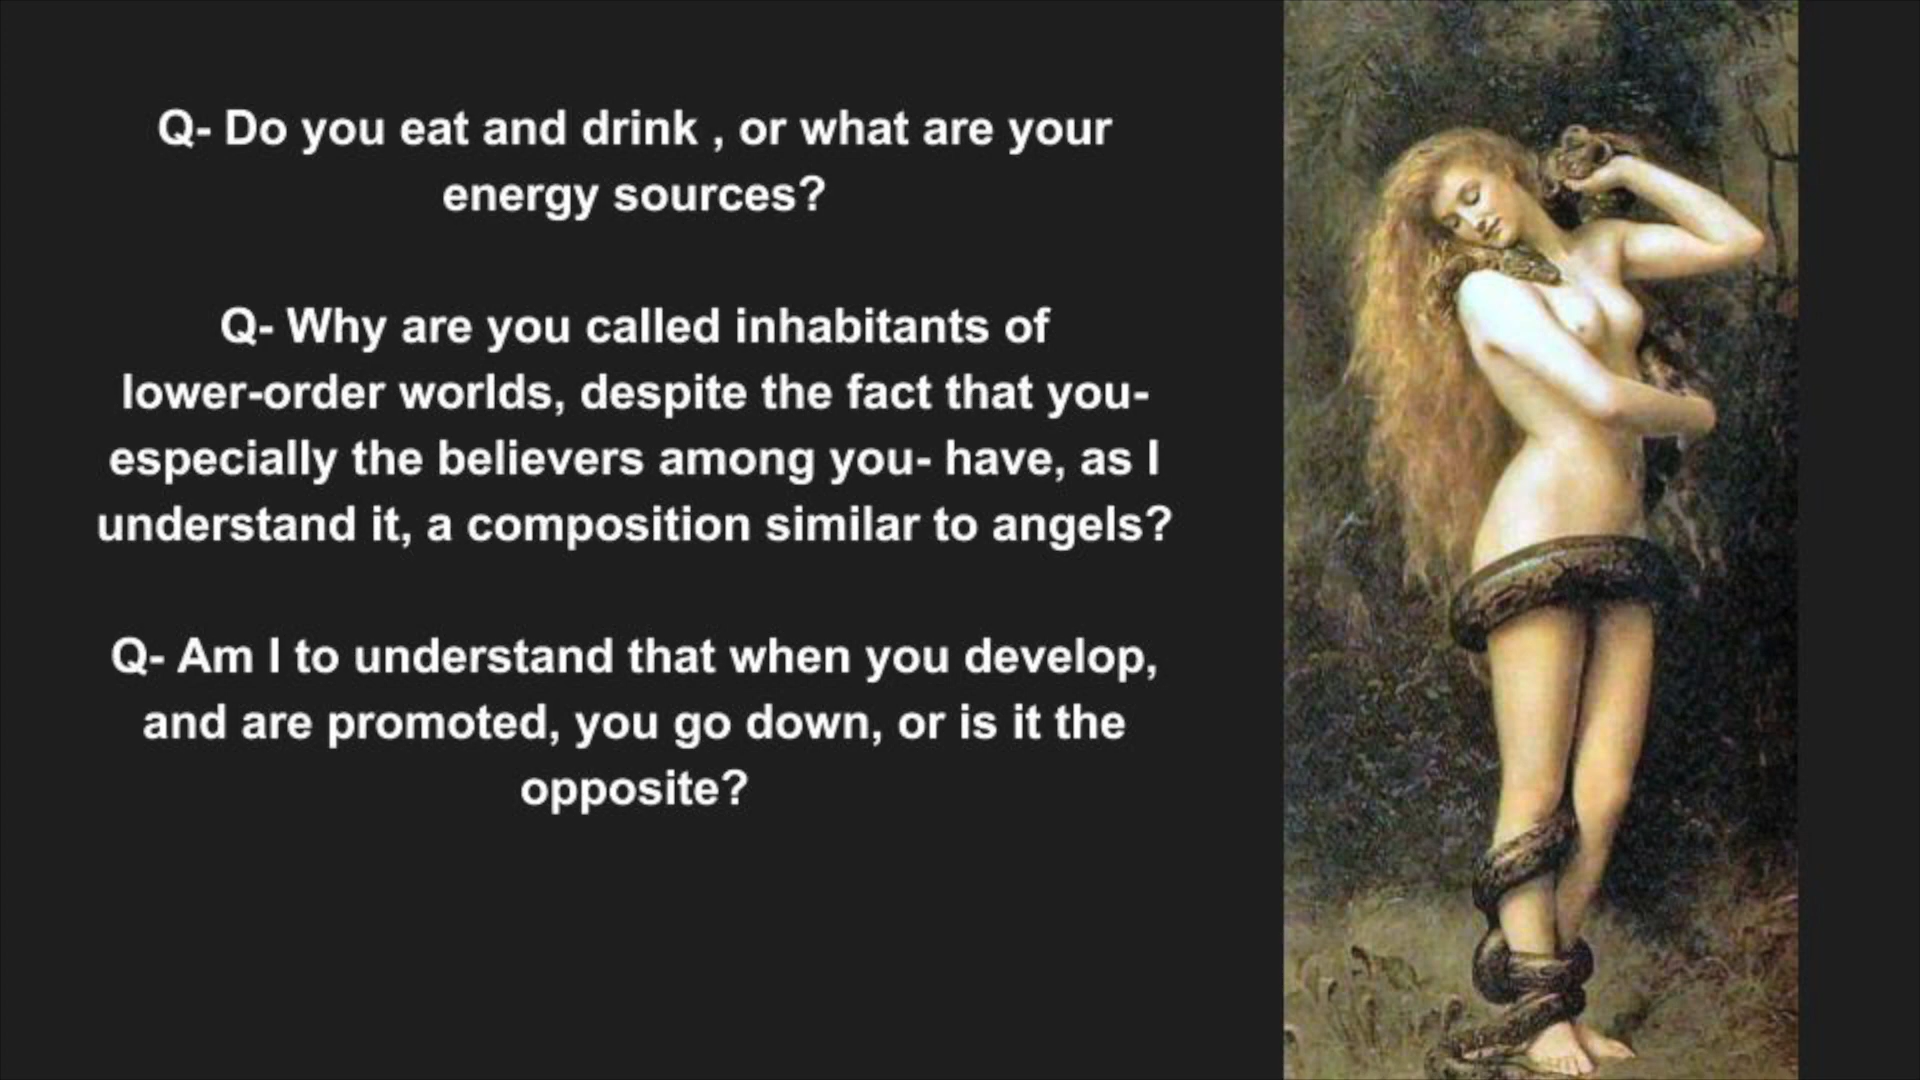 Q- Do you eat and drink , or what are your
energy sources?
Q- Why are you called inhabitants of
lower-order worlds, despite the fact that you-
especially the believers among you- have, as I
understand it, a composition similar to angels?
Q- Am I to understand that when you develop,
and are promoted, you go down, or is it the
opposite?